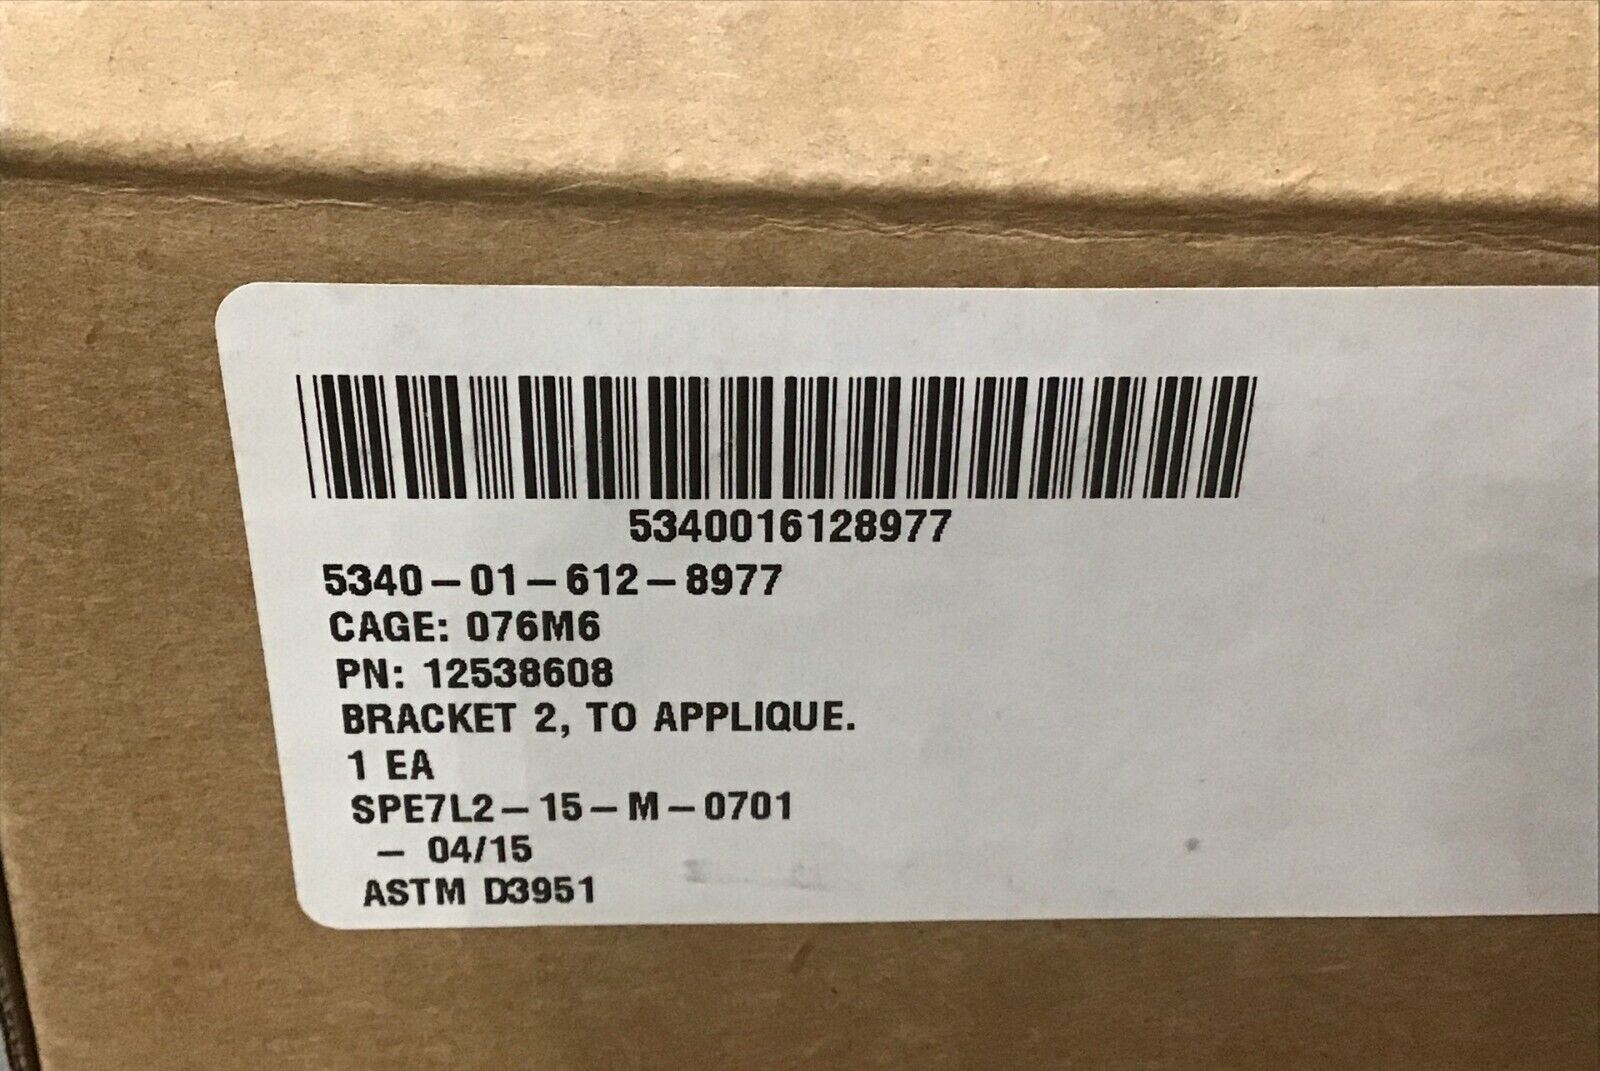 5340016128977
5340-01-612-8977
CAGE: 076M6
PN: 12538608
BRACKET 2, TO APPLIQUE.
1 EA
SPE7L2-15-M-0701
- 04/15
ASTM D3951